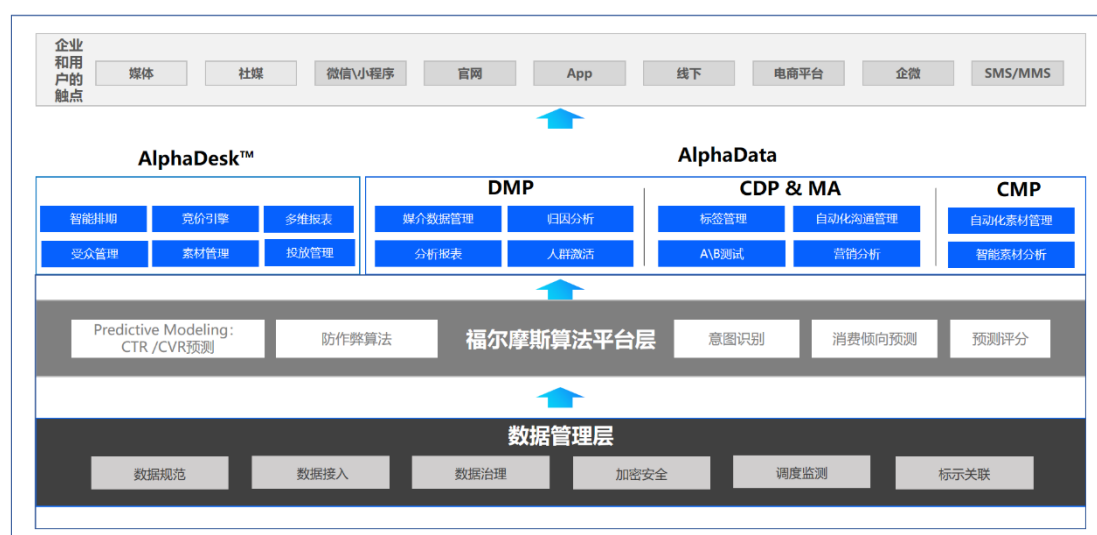 企业
和用
户的
触点
媒体
社媒
微信\小程序
官网
App
线下
电商平台
企微
SMS/MMS
AlphaDesk™
AlphaData
DMP
CDP & MA
CMP
智能排期
竞价引擎
多维报表
媒介数据管理
归因分析
标签管理
自动化沟通管理
自动化素材管理
受众管理
素材管理
投放管理
分析报表
人群激活
A\B测试
营销分析
智能素材分析
Predictive Modeling：
CTR /CVR预测
防作弊算法
福尔摩斯算法平台层
意图识别
消费倾向预测
预测评分
数据管理层
数据规范
数据接入
数据治理
加密安全
调度监测
标示关联